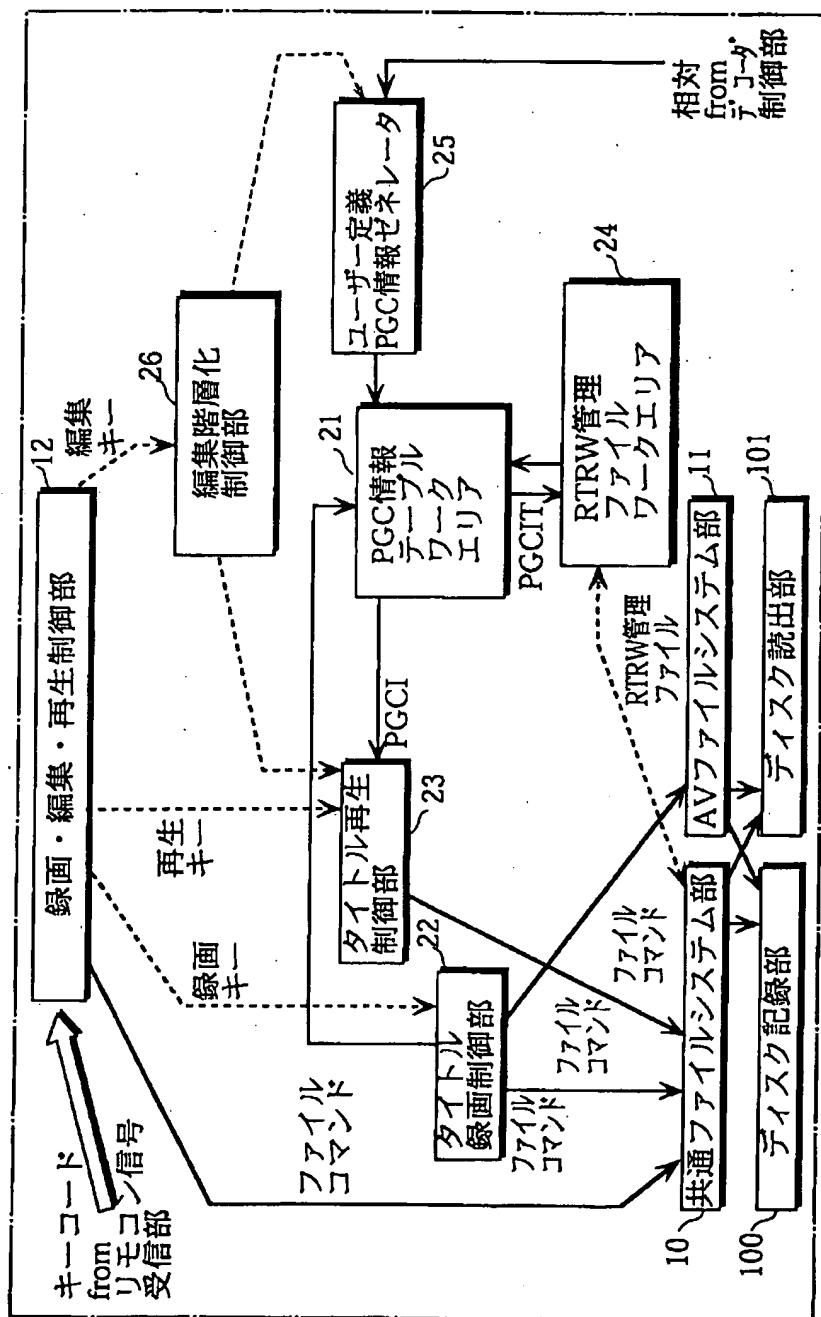 キーコード
from
リモコン信号
受信部
12
録画・編集・再生制御部
編集
キー
26
編集階層化
制御部
再生
キー
録画
キー
ファイル
コマンド
21
PGC情報
テーブル
ワーク
エリア
ユーザー定義
PGC情報ゼネレータ
25
相対
from
デコーダ
制御部
PGCI
タイトル再生
制御部
23
22
タイトル
録画制御部
PGCIT
RTRW管理
ファイル
ワークエリア
24
RTRW管理
ファイル
ファイル
コマンド
ファイル
コマンド
ファイル
コマンド
10
共通ファイルシステム部
11
AVファイルシステム部
100
ディスク記録部
101
ディスク読出部